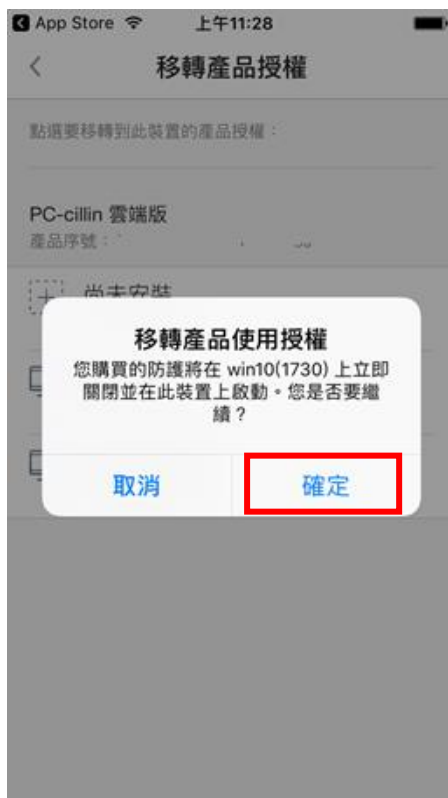 App Store 上午11:28
移轉產品授權
點選要移轉到此裝置的產品授權：
PC-cillin 雲端版
產品序號：
尚未安裝
移轉產品使用授權
您購買的防護將在 win10(1730) 上立即
關閉並在此裝置上啟動。您是否要繼
續？
取消 確定